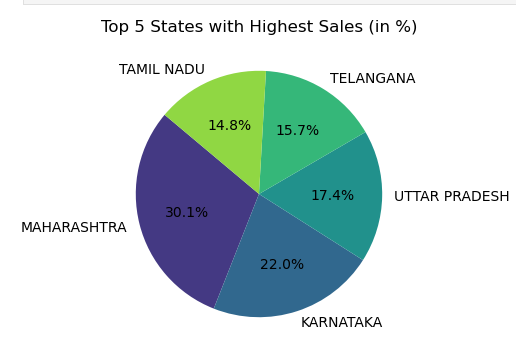 Top 5 States with Highest Sales (in %)
TAMIL NADU
TELANGANA
14.8%
15.7%
17.4%
UTTAR PRADESH
30.1%
MAHARASHTRA
22.0%
KARNATAKA